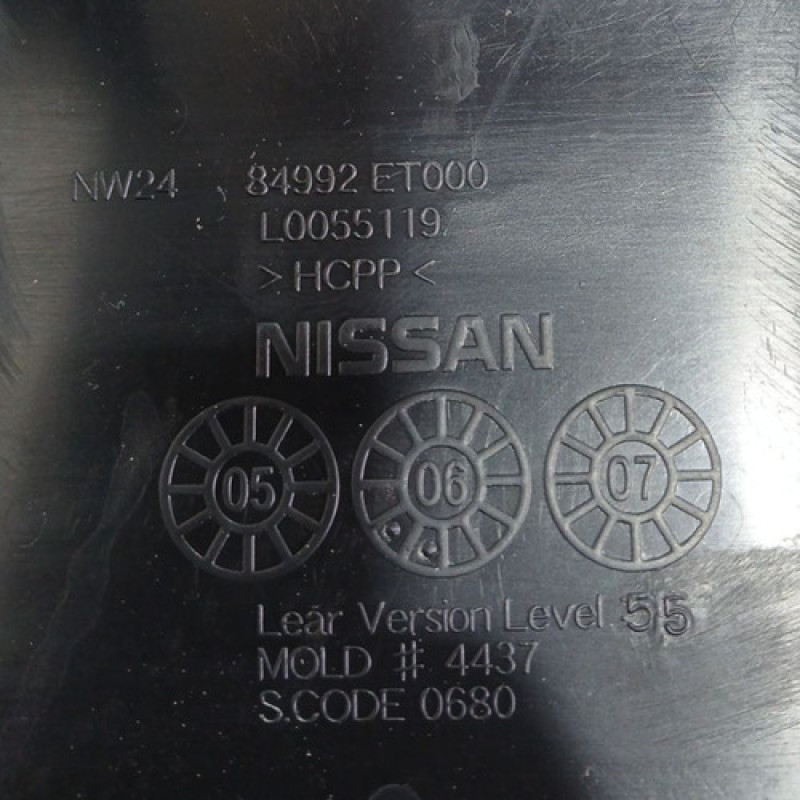 NW24 84992 ET000
L0055119
>HCPP<
NISSAN
05 06 07
Lear Version Level 55
MOLD # 4437
S.CODE 0680